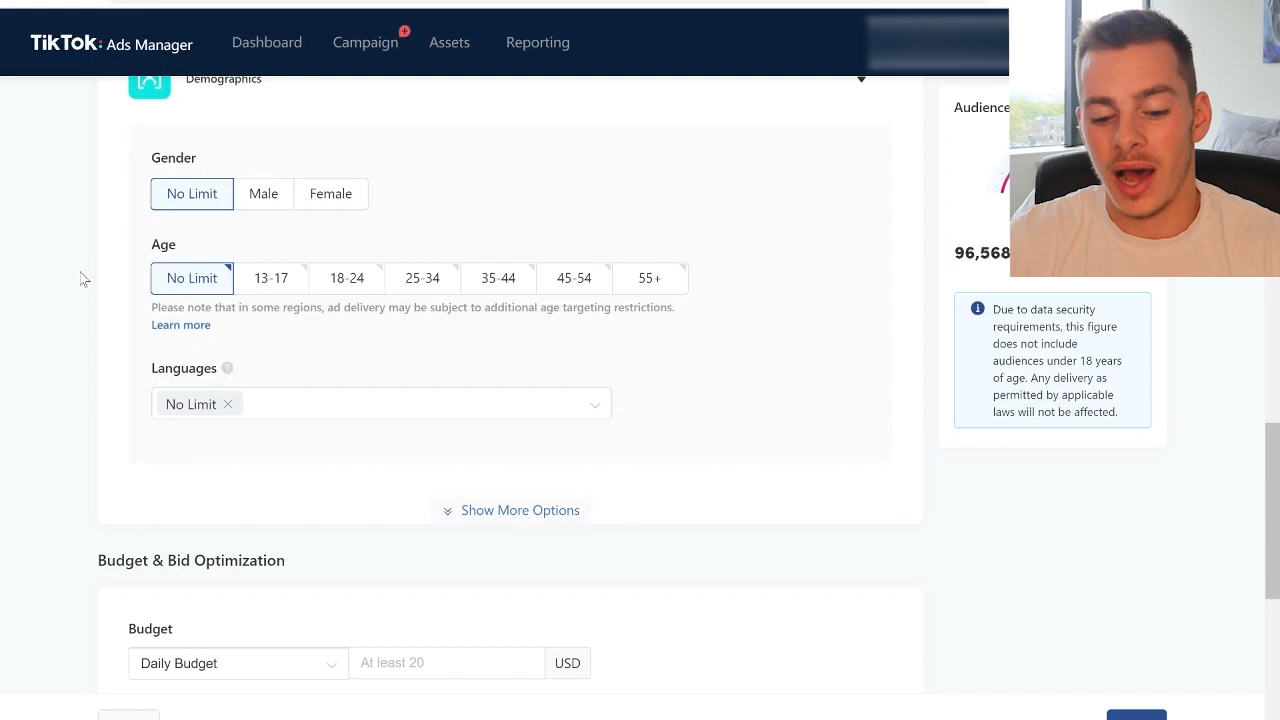 TikTok: Ads Manager
Dashboard
Campaign
Assets
Reporting
Demographics
Gender
No Limit
Male
Female
Age
No Limit
13-17
18-24
25-34
35-44
45-54
55+
Please note that in some regions, ad delivery may be subject to additional age targeting restrictions.
Learn more
Languages
No Limit
Show More Options
Budget & Bid Optimization
Budget
Daily Budget
At least 20
USD
Audience
96,568
Due to data security
requirements, this figure
does not include
audiences under 18 years
of age. Any delivery as
permitted by applicable
laws will not be affected.